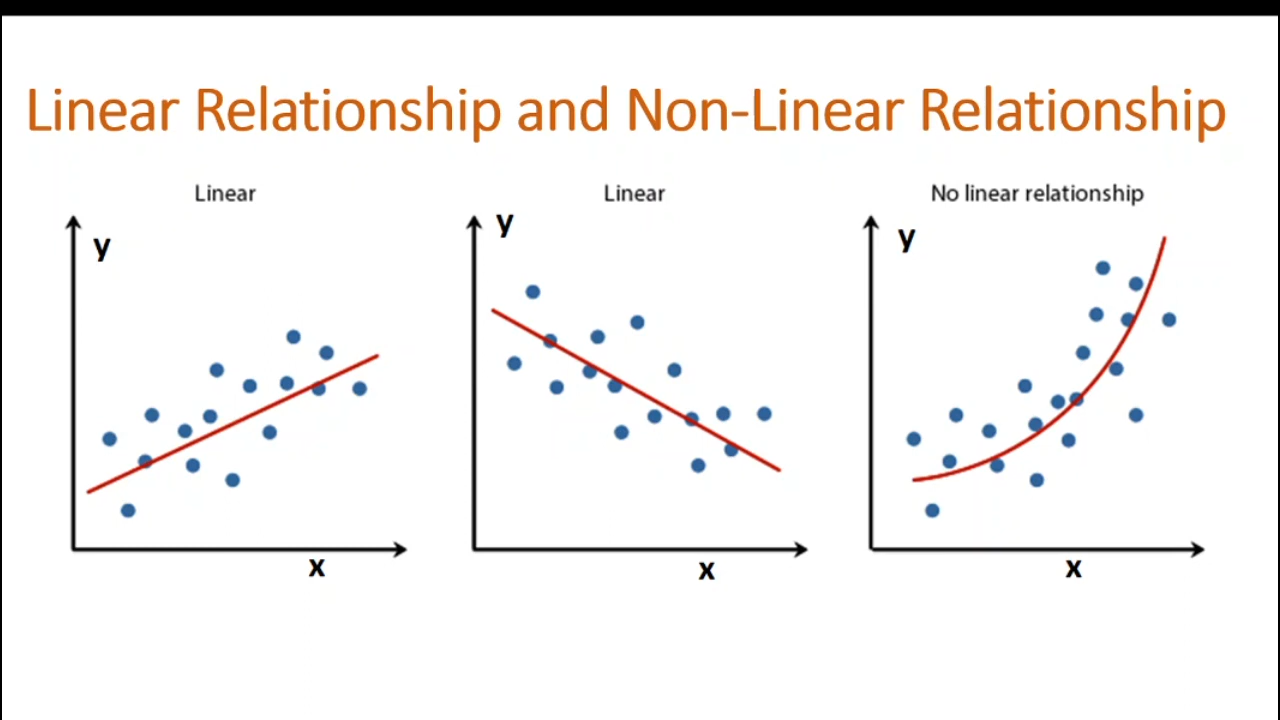 Linear Relationship and Non-Linear Relationship
Linear
Linear
No linear relationship
y
y
y
x
x
x